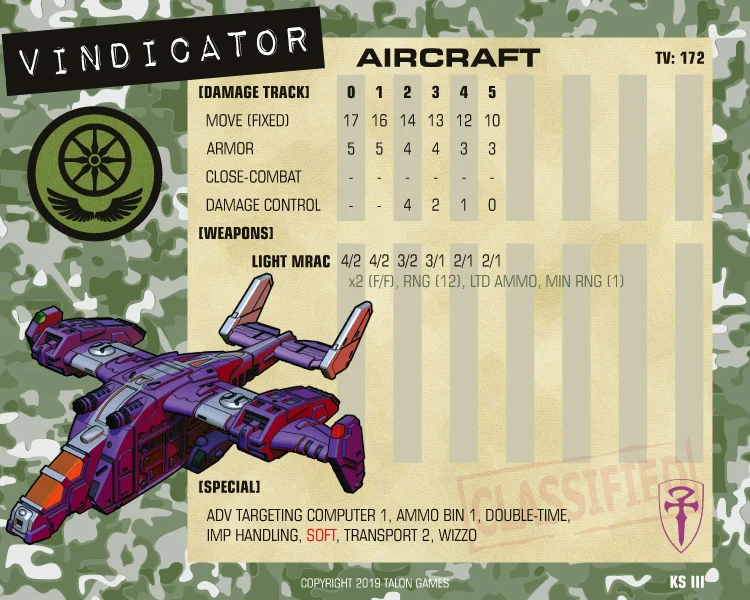 VINDICATOR
AIRCRAFT TV: 172
[DAMAGE TRACK] 0 1 2 3 4 5
MOVE (FIXED) 17 16 14 13 12 10
ARMOR 5 5 4 4 3 3
CLOSE-COMBAT - - - - - -
DAMAGE CONTROL - - 4 2 1 0
[WEAPONS]
LIGHT MRAC 4/2 4/2 3/2 3/1 2/1 2/1
x2 (F/F), RNG (12), LTD AMMO, MIN RNG (1)
CLASSIFIED
[SPECIAL]
ADV TARGETING COMPUTER 1, AMMO BIN 1, DOUBLE-TIME,
IMP HANDLING, SOFT, TRANSPORT 2, WIZZO
COPYRIGHT 2019 TALON GAMES
KS III